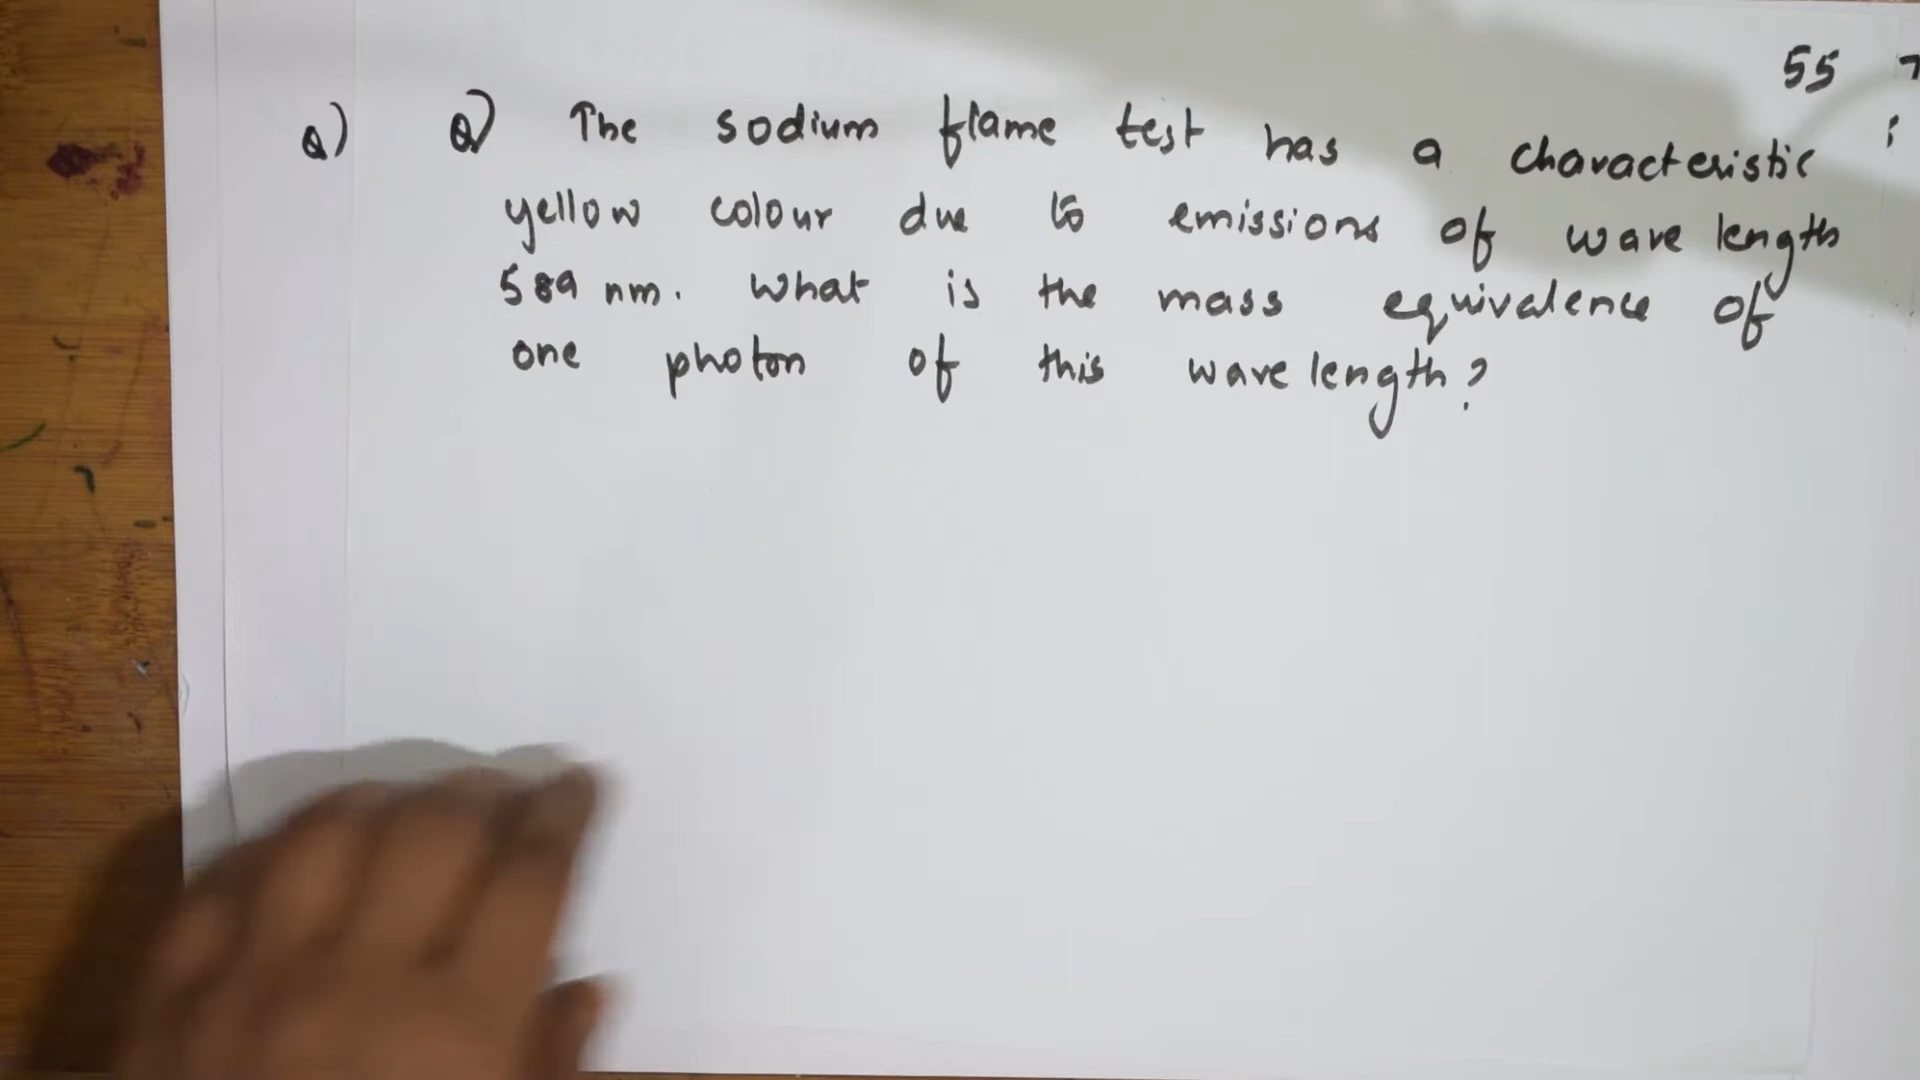 55
Q) Q) The sodium flame test has a characteristic
yellow colour due to emissions of wave length
589 nm. What is the mass equivalence of
one photon of this wave length?